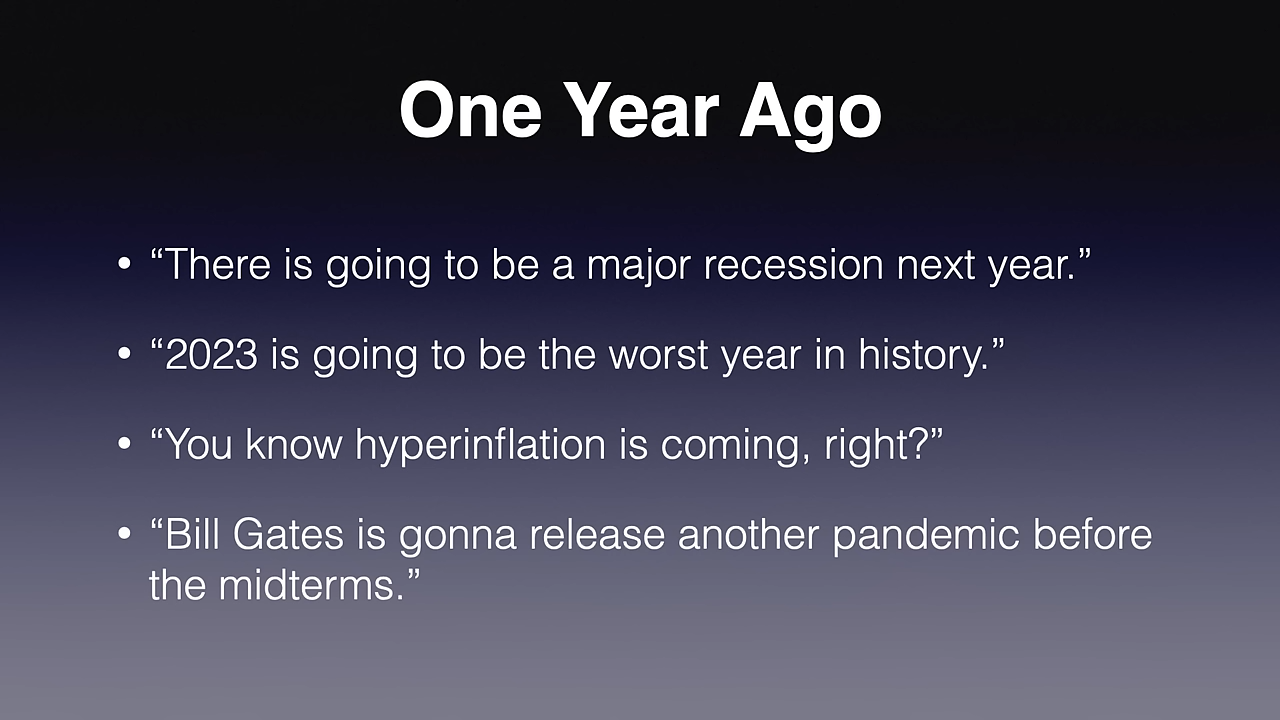 One Year Ago
• “There is going to be a major recession next year.”
• “2023 is going to be the worst year in history.”
• “You know hyperinflation is coming, right?”
• “Bill Gates is gonna release another pandemic before
the midterms.”